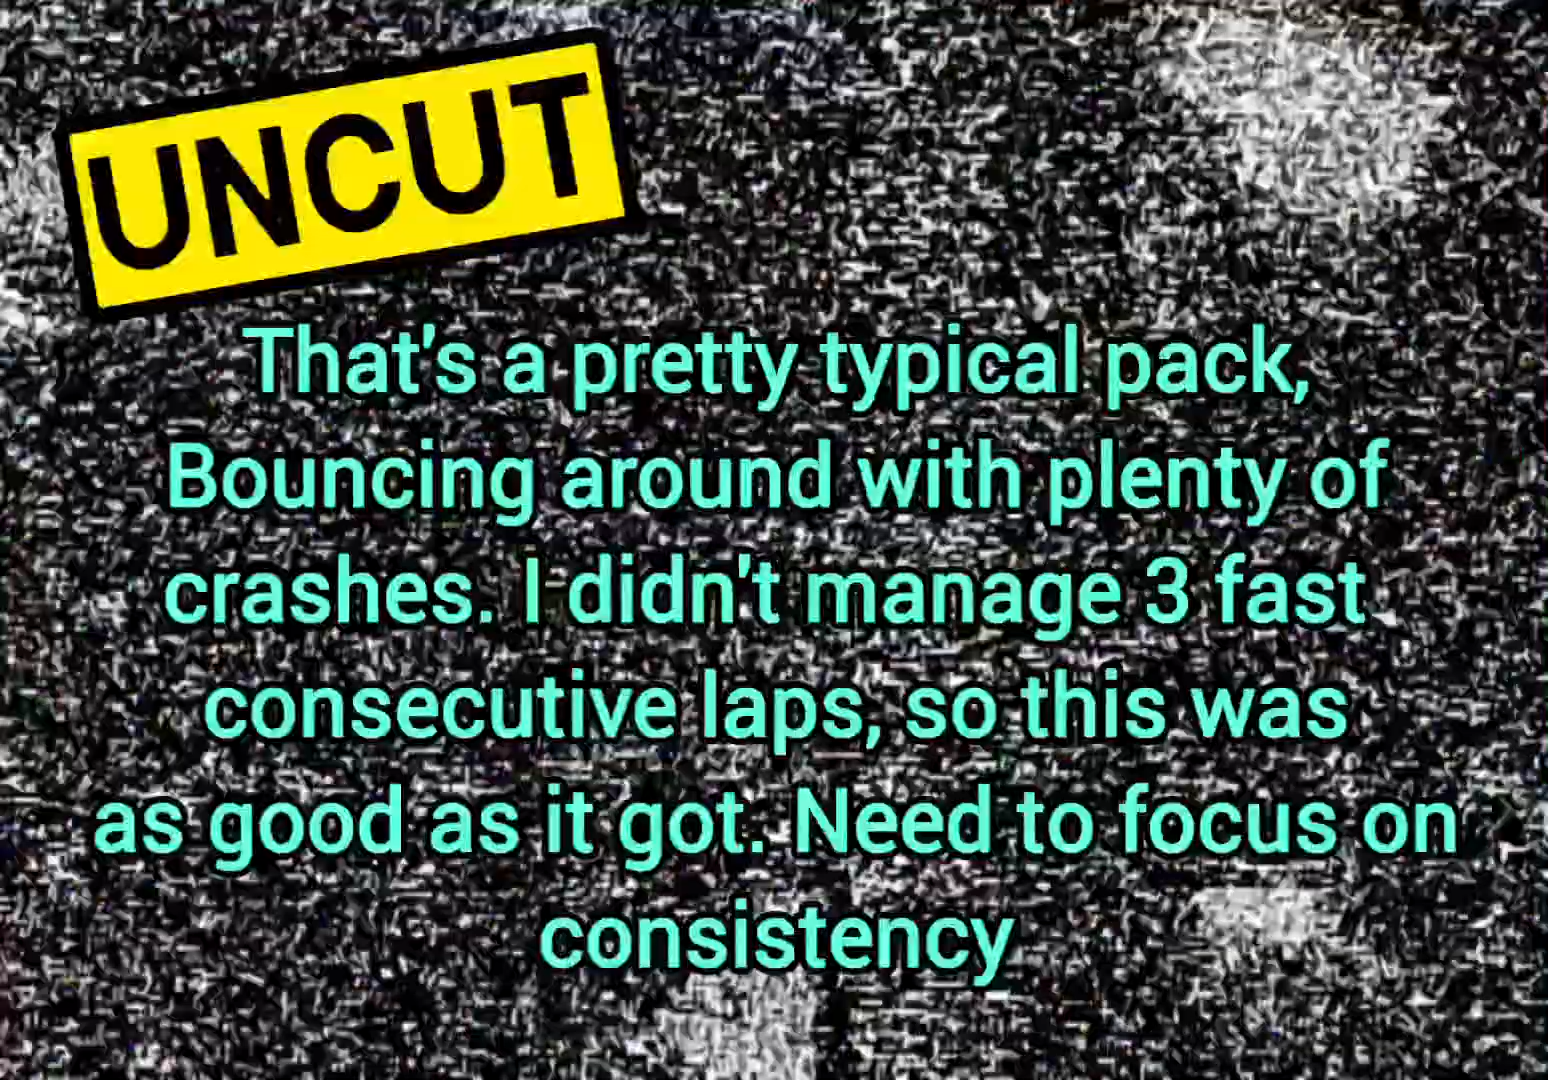 UNCUT
That's a pretty typical pack,
Bouncing around with plenty of
crashes. I didn't manage 3 fast
consecutive laps, so this was
as good as it got. Need to focus on
consistency